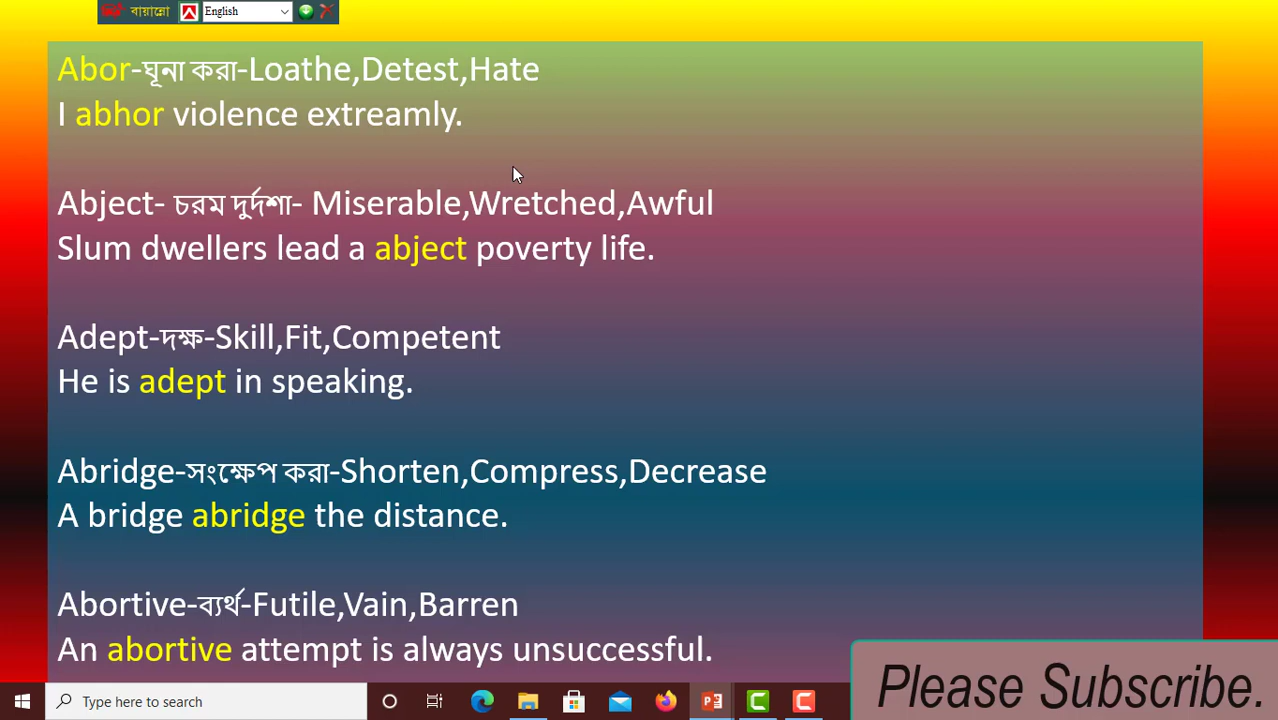 বায়ান্নো English
Abor-ঘূনা করা-Loathe,Detest,Hate
I abhor violence extreamly.
Abject- চরম দুর্দশা- Miserable,Wretched,Awful
Slum dwellers lead a abject poverty life.
Adept-দক্ষ-Skill,Fit,Competent
He is adept in speaking.
Abridge-সংক্ষেপ করা-Shorten,Compress,Decrease
A bridge abridge the distance.
Abortive-ব্যর্থ-Futile,Vain,Barren
An abortive attempt is always unsuccessful.
Please Subscribe.
Type here to search